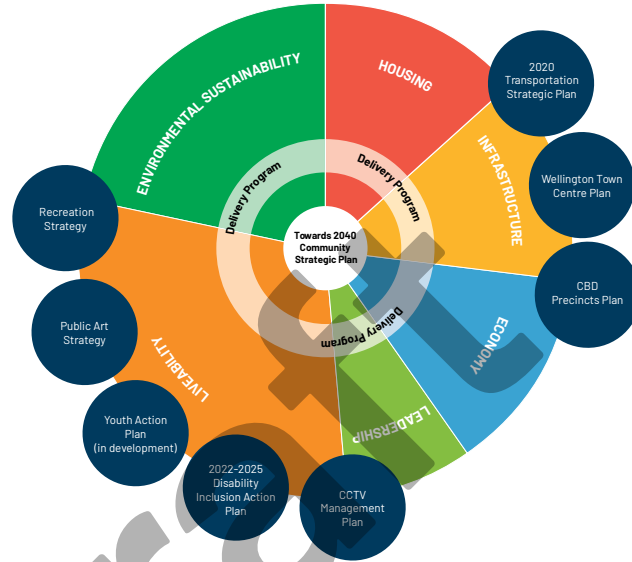 ENVIRONMENTAL SUSTAINABILITY
HOUSING
INFRASTRUCTURE
ECONOMY
LEADERSHIP
LIVEABILITY
Delivery Program
Delivery Program
Delivery Program
Towards 2040
Community
Strategic Plan
2020
Transportation
Strategic Plan
Wellington Town
Centre Plan
CBD
Precincts Plan
CCTV
Management
Plan
2022-2025
Disability
Inclusion Action
Plan
Youth Action
Plan
(in development)
Public Art
Strategy
Recreation
Strategy